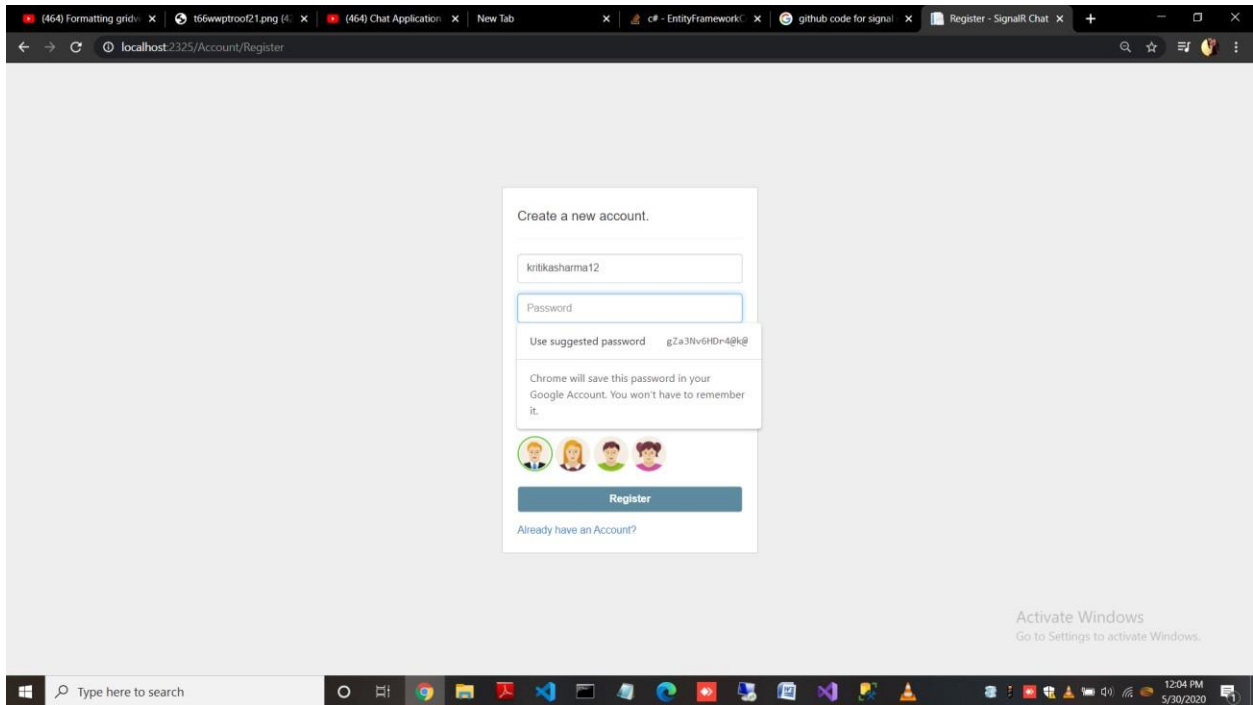 (464) Formatting gridv
t66wwptroof21.png (4
(464) Chat Application
New Tab
c# - EntityFrameworkC
github code for signal
Register - SignalR Chat
localhost:2325/Account/Register
Create a new account.
kritikasharma12
Password
Use suggested password gZa3Nv6HDr4@k@
Chrome will save this password in your
Google Account. You won't have to remember
it.
Register
Already have an Account?
Activate Windows
Go to Settings to activate Windows.
Type here to search
12:04 PM
5/30/2020